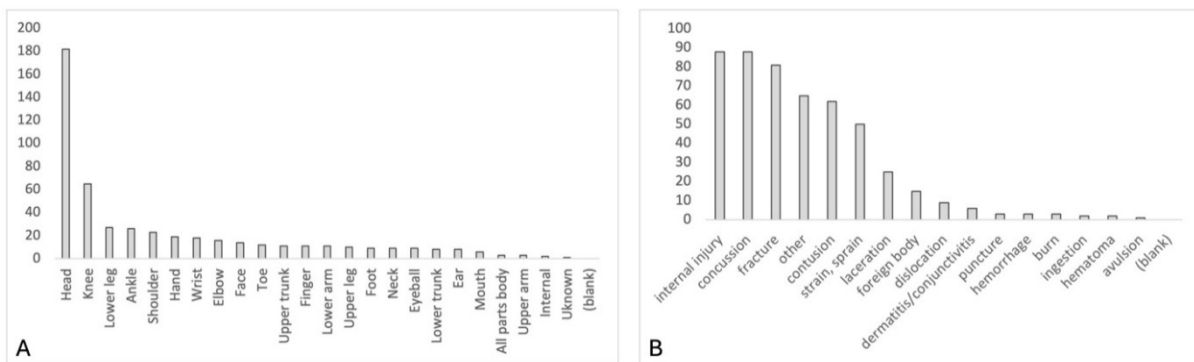 200
180
160
140
120
100
80
60
40
20
0
Head
Knee
Lower leg
Ankle
Shoulder
Hand
Wrist
Elbow
Face
Toe
Upper trunk
Finger
Lower arm
Upper leg
Foot
Neck
Eyeball
Lower trunk
Ear
Mouth
All parts body
Upper arm
Internal
Uknown
(blank)
A
100
90
80
70
60
50
40
30
20
10
0
internal injury
concussion
fracture
other
contusion
strain, sprain
laceration
foreign body
dislocation
dermatitis/conjunctivitis
puncture
hemorrhage
burn
ingestion
hematoma
avulsion
(blank)
B